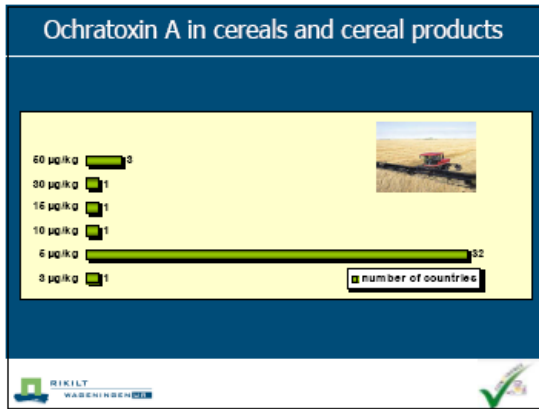 Ochratoxin A in cereals and cereal products
50 µg/kg 3
30 µg/kg 1
15 µg/kg 1
10 µg/kg 1
5 µg/kg 32
3 µg/kg 1
number of countries
RIKILT
WAGENINGEN UR